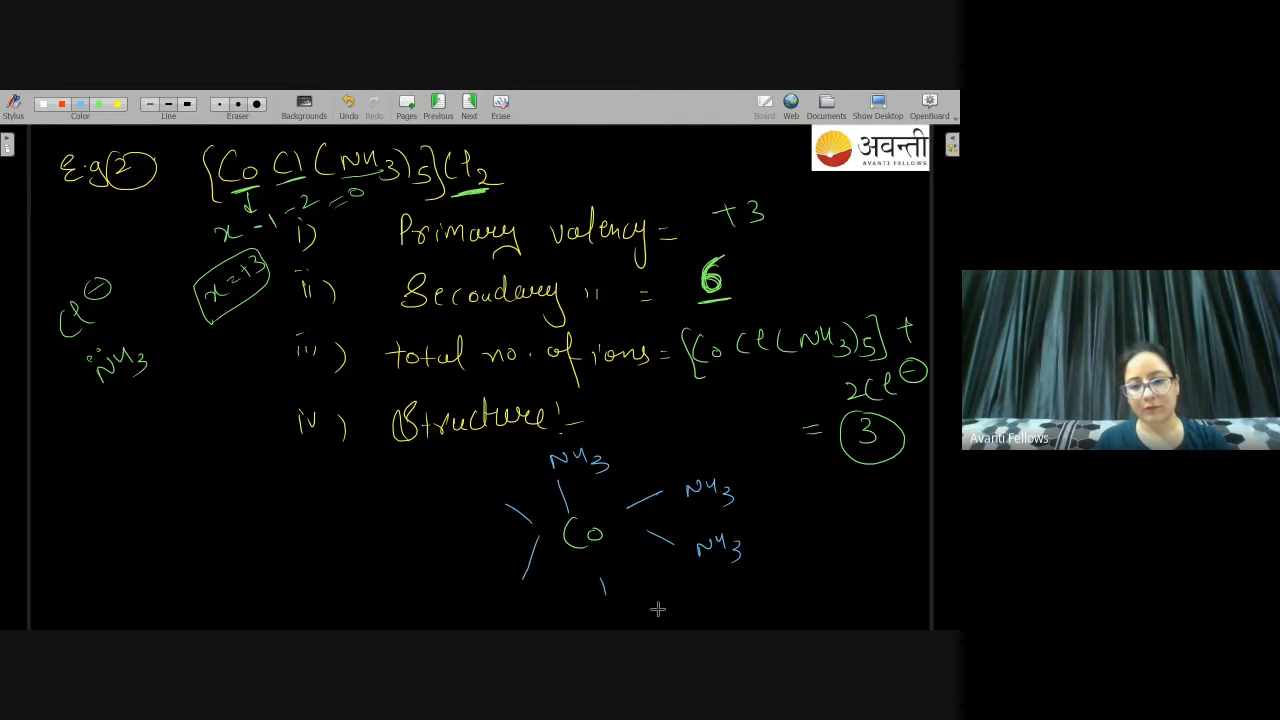 Stylus Color Line Eraser Backgrounds Undo Redo Pages Previous Next Erase Board Web Documents Show Desktop OpenBoard
अवन्ती
AVANTI FELLOWS
E.g 2 [Co Cl (NH3)5]Cl2
x - 1 - 2 = 0
x = +3
i) Primary valency = +3
ii) Secondary " = 6
Cl⊖
N̈H3
iii) total no. of ions = [Co Cl (NH3)5] +
2Cl⊖
= 3
iv) Structure :-
NH3
NH3
Co
NH3
Avanti Fellows